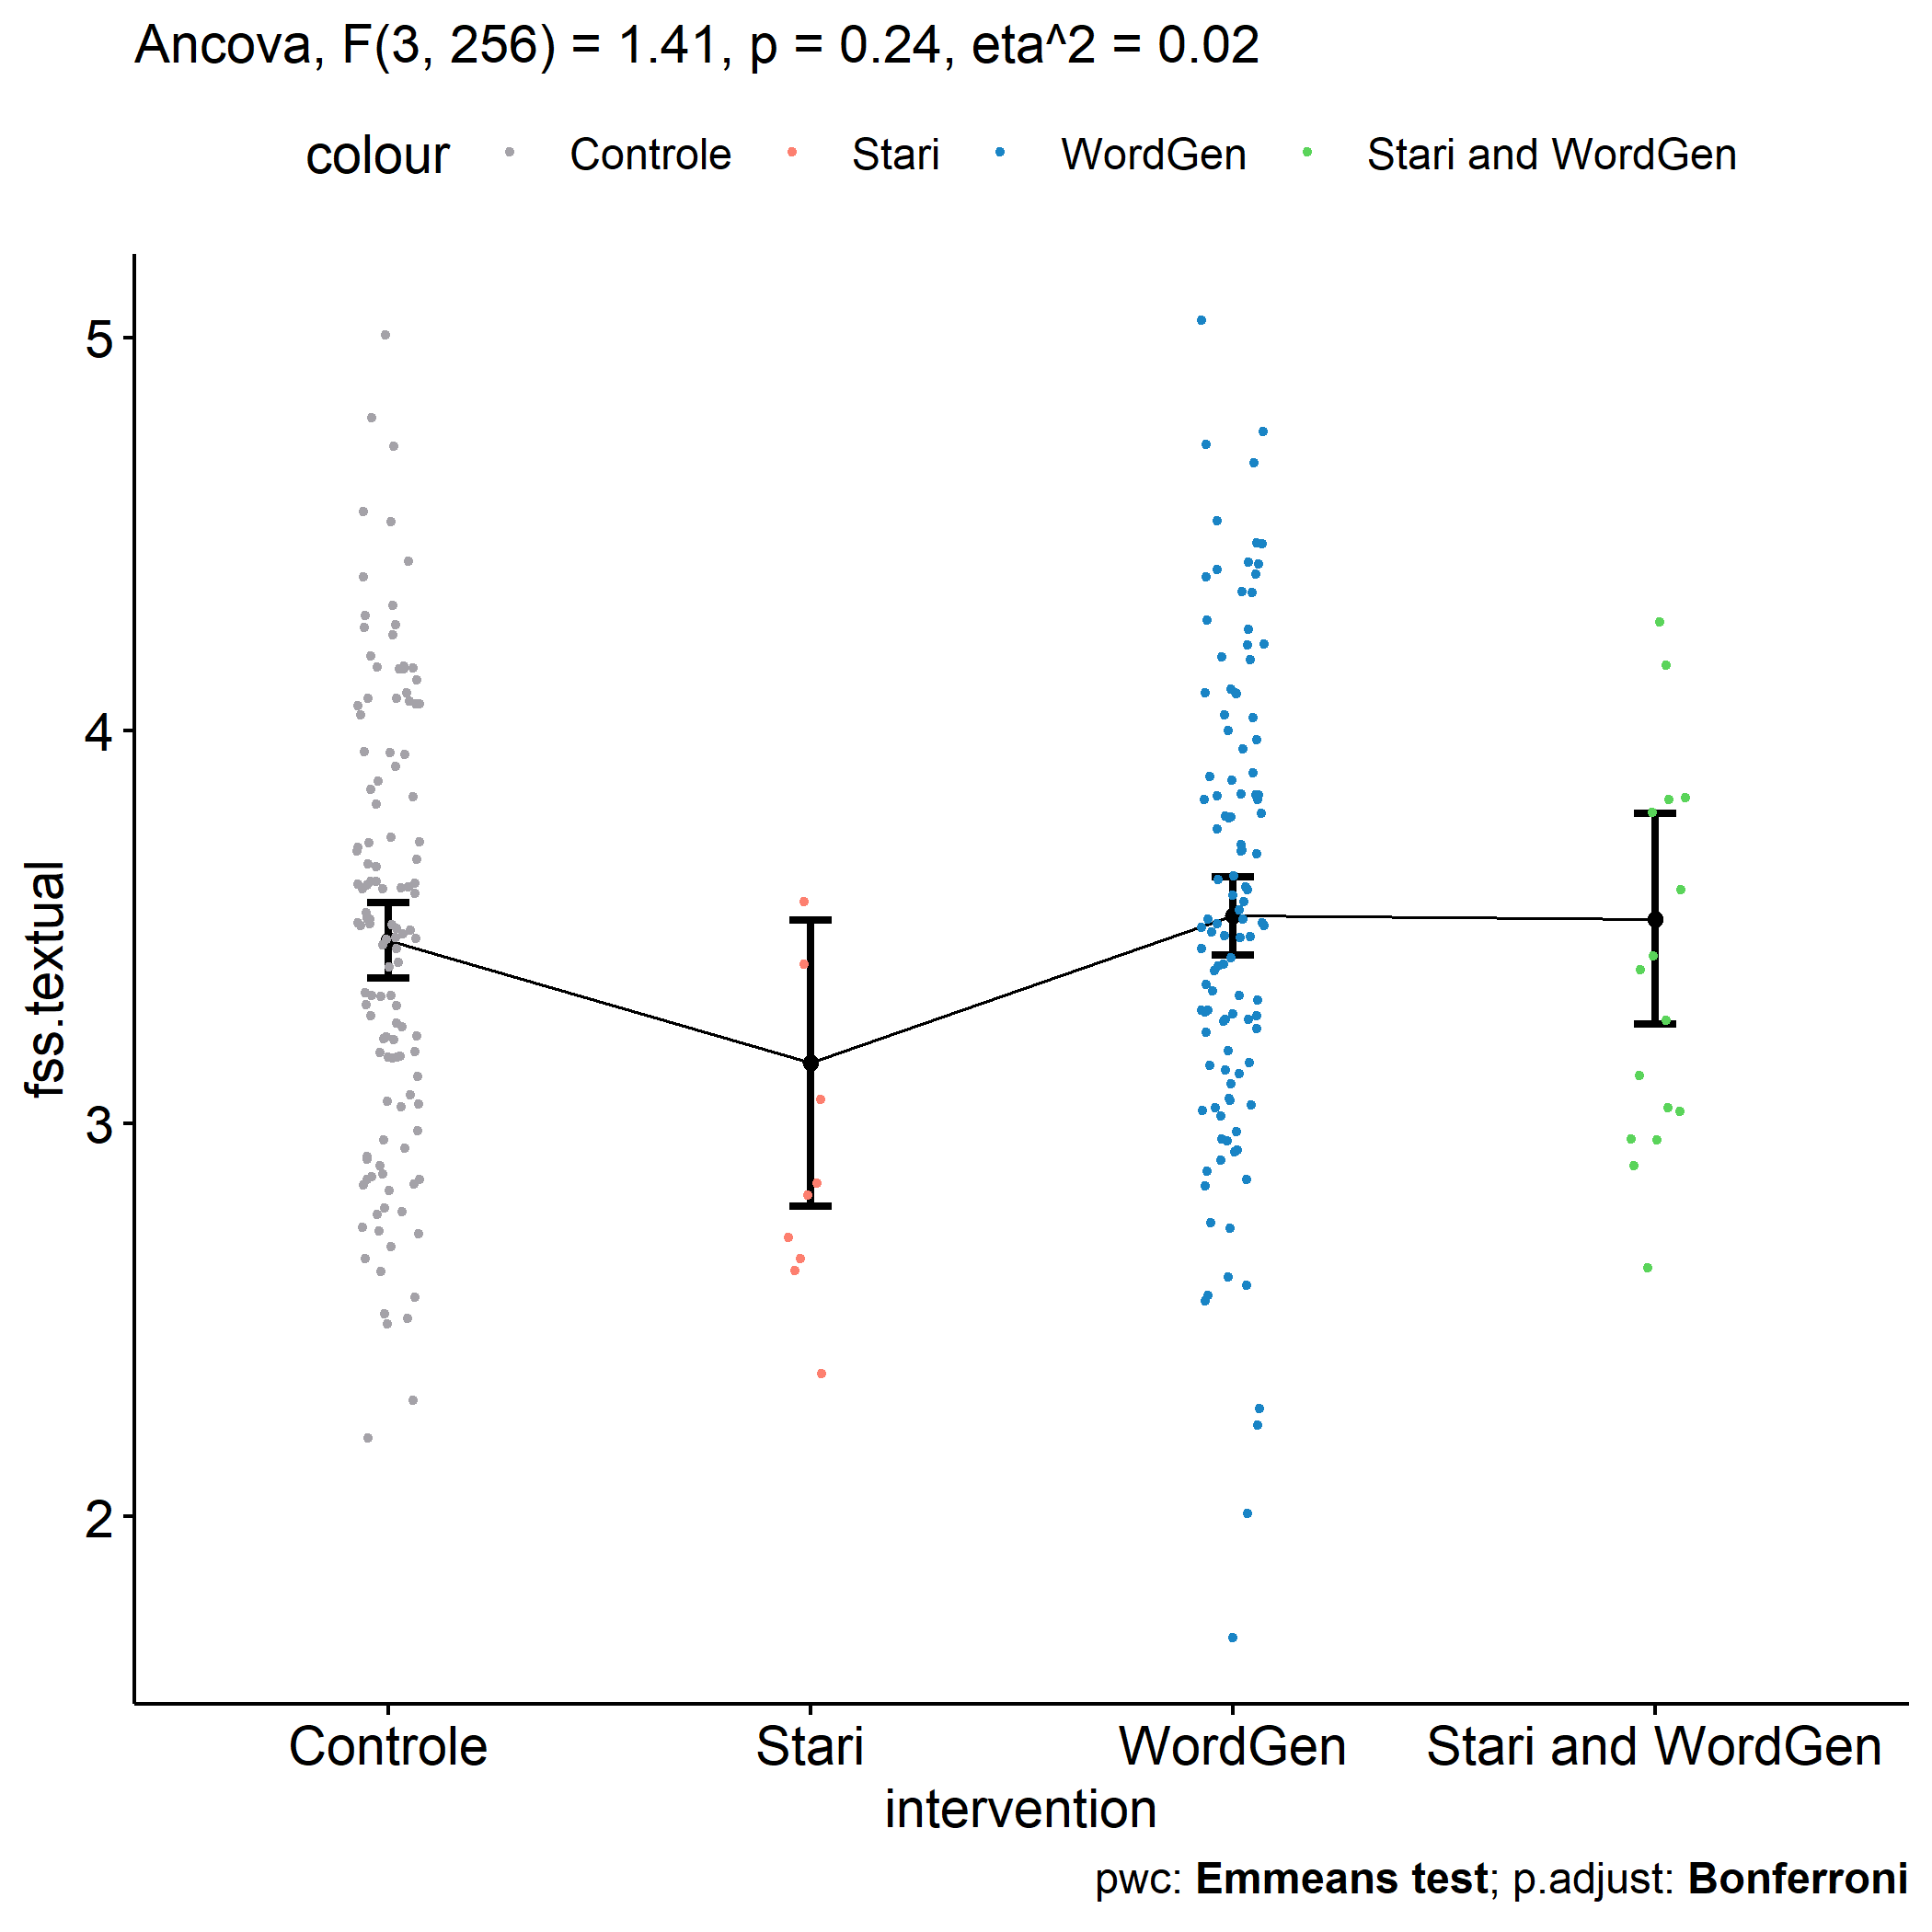 Ancova, F(3, 256) = 1.41, p = 0.24, eta^2 = 0.02
colour Controle Stari WordGen Stari and WordGen
5
4
3
2
fss.textual
Controle Stari WordGen Stari and WordGen
intervention
pwc: Emmeans test; p.adjust: Bonferroni